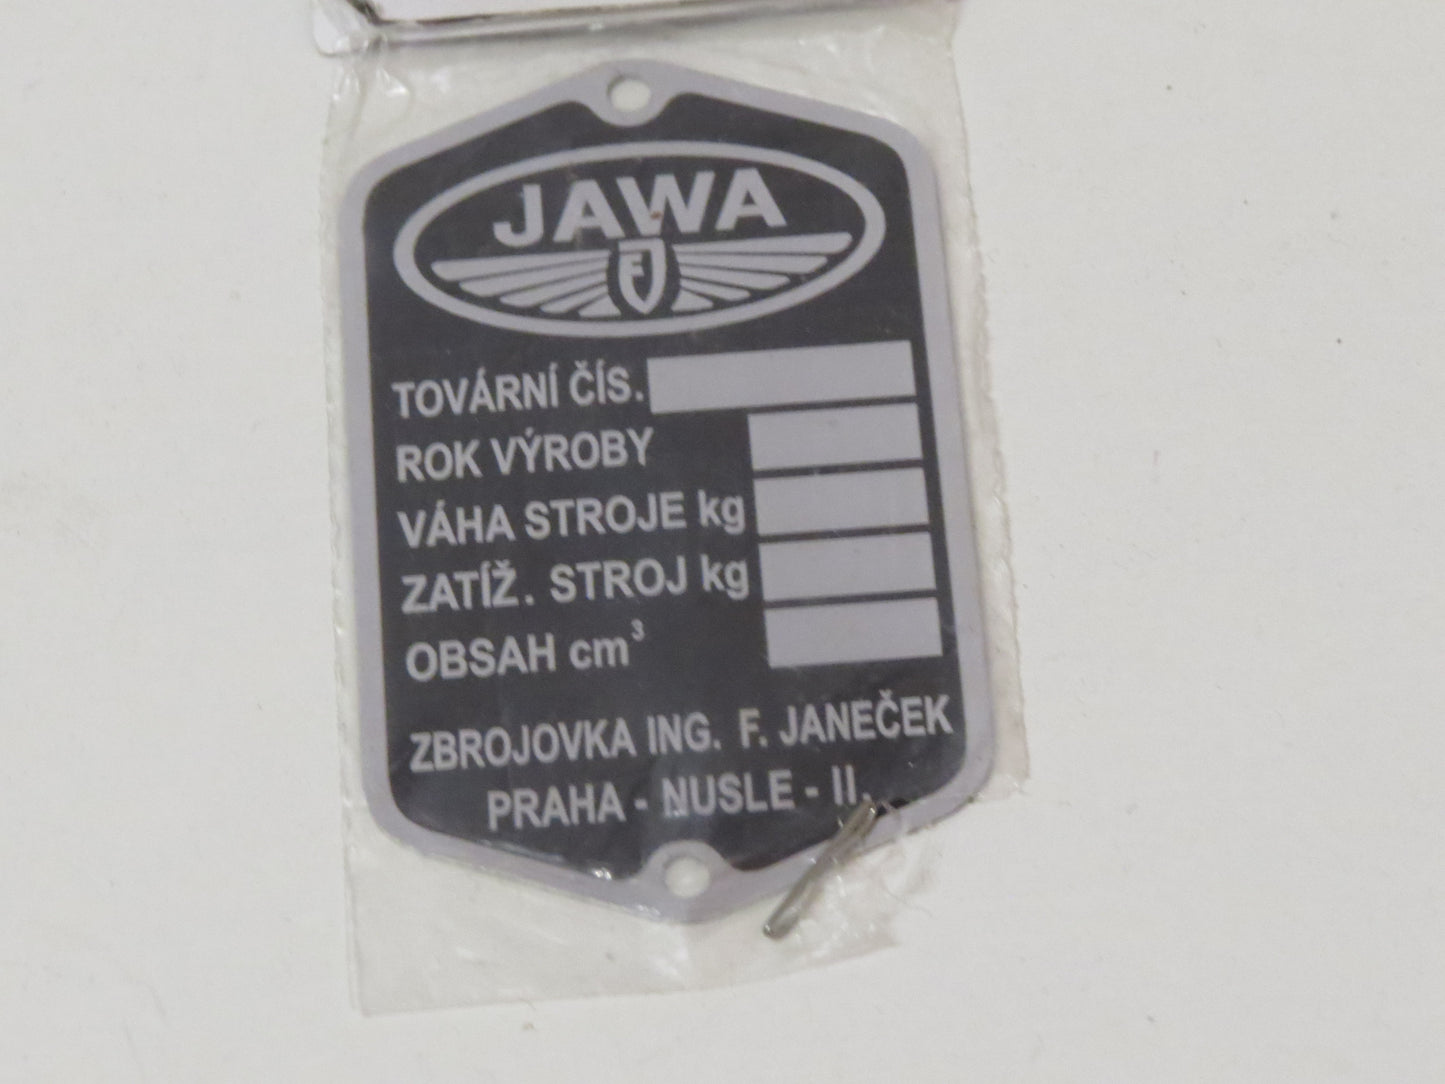 JAWA
FJ
TOVÁRNÍ ČÍS.
ROK VÝROBY
VÁHA STROJE kg
ZATÍŽ. STROJ kg
OBSAH cm³
ZBROJOVKA ING. F. JANEČEK
PRAHA - NUSLE - II.